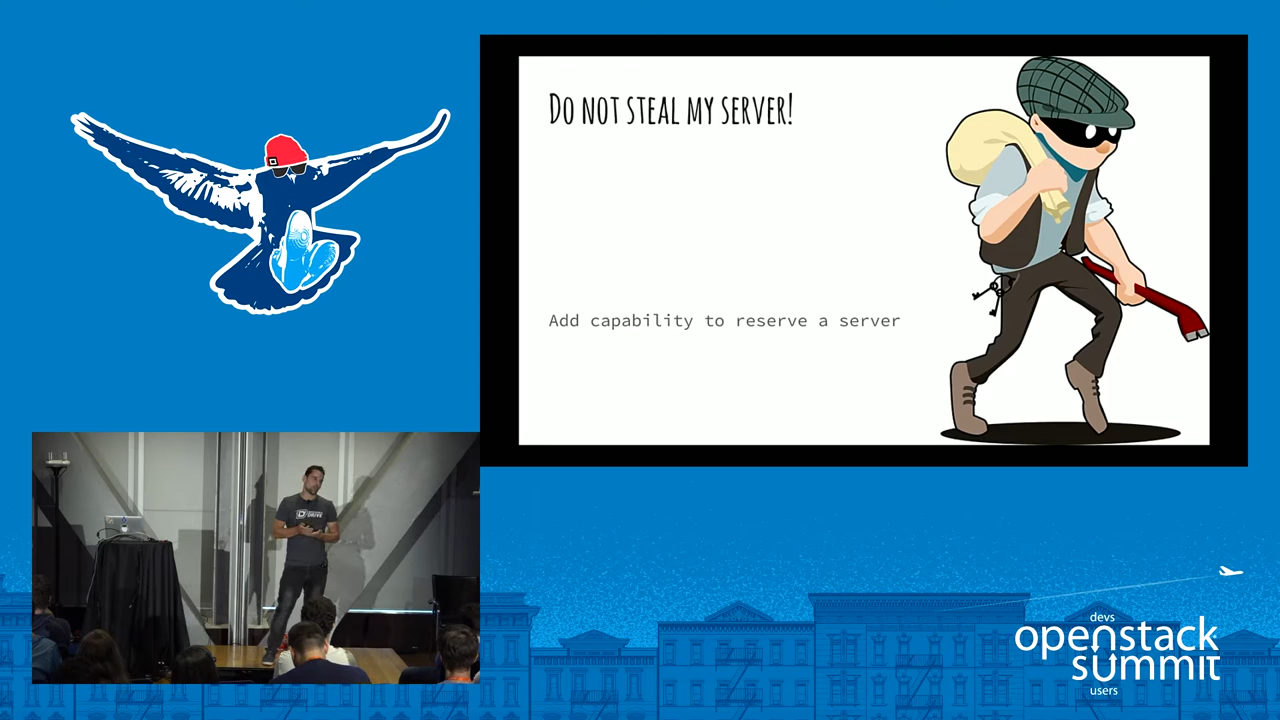 DO NOT STEAL MY SERVER!
Add capability to reserve a server
devs
openstack
summit
users